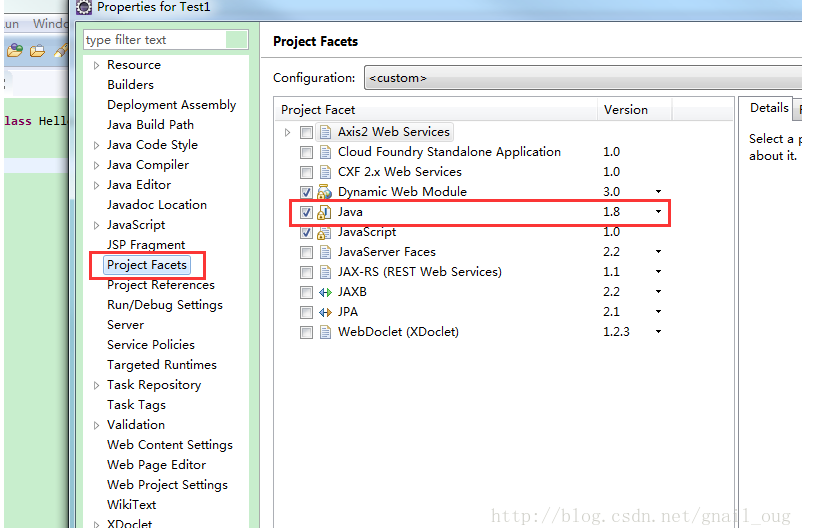 Properties for Test1
Window
type filter text
Resource
Builders
Deployment Assembly
Java Build Path
Java Code Style
Java Compiler
Java Editor
Javadoc Location
JavaScript
JSP Fragment
Project Facets
Project References
Run/Debug Settings
Server
Service Policies
Targeted Runtimes
Task Repository
Task Tags
Validation
Web Content Settings
Web Page Editor
Web Project Settings
WikiText
XDoclet
lass Hell
Project Facets
Configuration: <custom>
Project Facet Version
Axis2 Web Services
Cloud Foundry Standalone Application 1.0
CXF 2.x Web Services 1.0
Dynamic Web Module 3.0
Java 1.8
JavaScript 1.0
JavaServer Faces 2.2
JAX-RS (REST Web Services) 1.1
JAXB 2.2
JPA 2.1
WebDoclet (XDoclet) 1.2.3
Details
Select a p
about it.
http://blog.csdn.net/gnail_oug